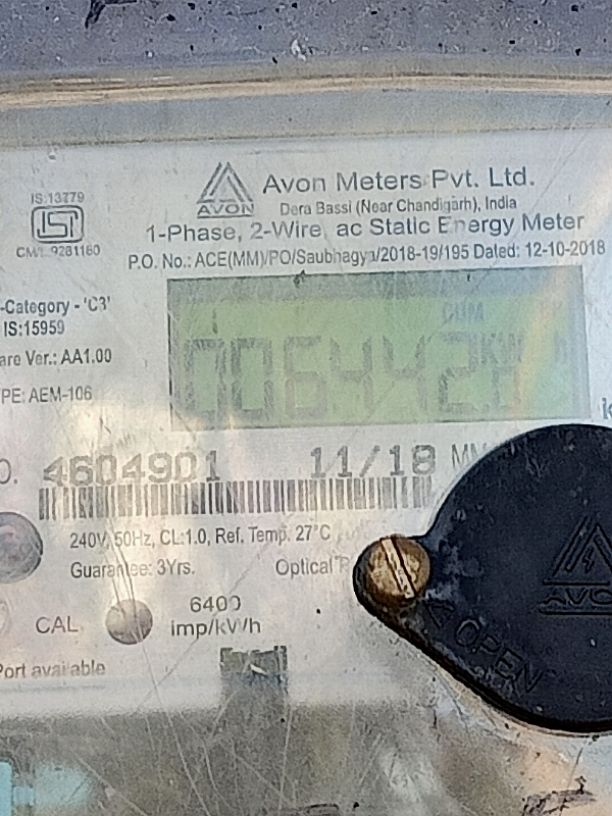 IS:13779
CM/L 9281160
AVON
Avon Meters Pvt. Ltd.
Dera Bassi (Near Chandigarh), India
1-Phase, 2-Wire, ac Static Energy Meter
P.O. No.: ACE(MM)/PO/Saubhagya/2018-19/195 Dated: 12-10-2018
-Category - 'C3'
IS:15959
are Ver.: AA1.00
PE: AEM-106
CUM
006442
kW
O. 4604901 11/18 MM
240V, 50Hz, CL:1.0, Ref. Temp. 27°C
Guarantee: 3Yrs.
Optical P
CAL
6400
imp/kWh
Port available
< OPEN
AVON